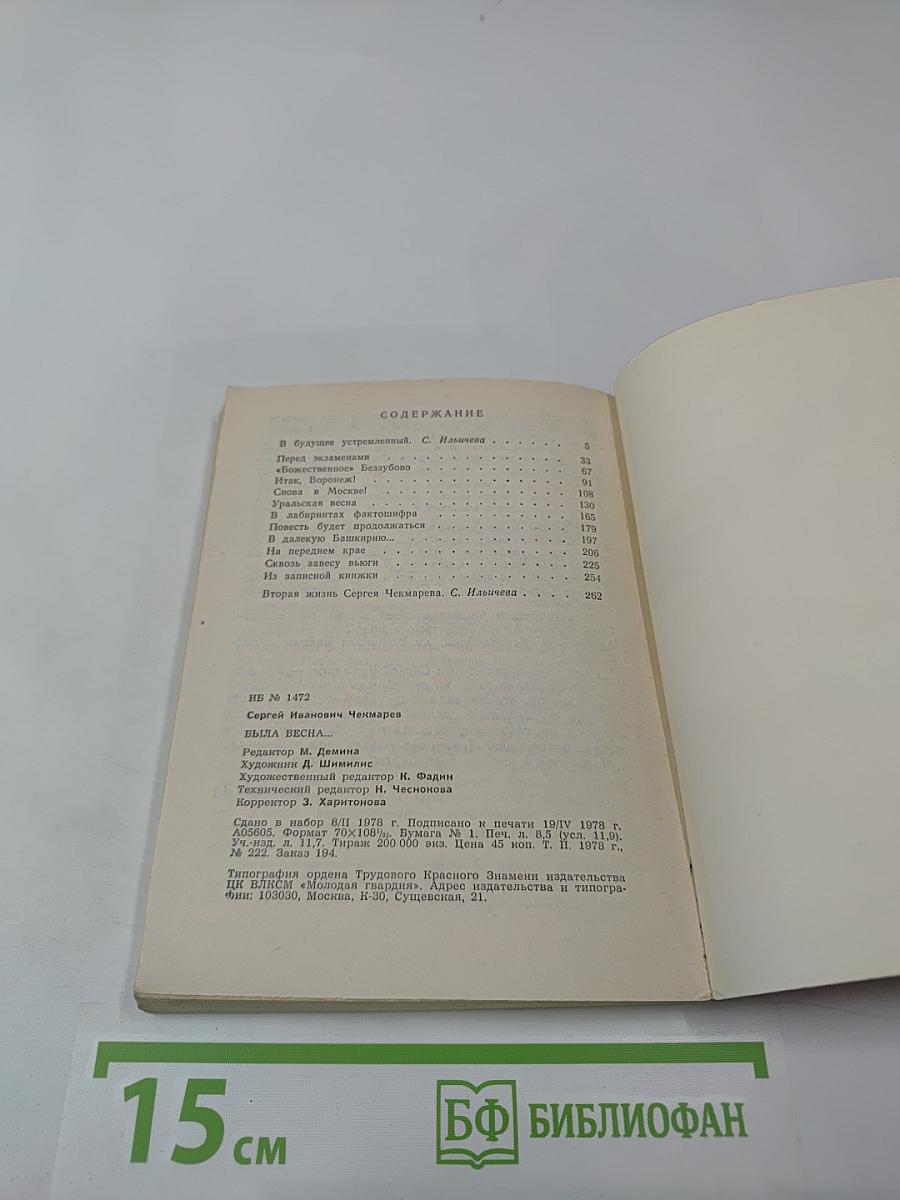 СОДЕРЖАНИЕ
В будущее устремленный. С. Ильичева . . . . . . 5
Перед экзаменами . . . . . . . . . . . . . 33
«Божественное» Беззубово . . . . . . . . . . 67
Итак, Воронеж! . . . . . . . . . . . . . 91
Снова в Москве! . . . . . . . . . . . . . 108
Уральская весна . . . . . . . . . . . . . 130
В лабиринтах фактошифра . . . . . . . . . . 165
Повесть будет продолжаться . . . . . . . . . 179
В далекую Башкирию... . . . . . . . . . . . 197
На переднем крае . . . . . . . . . . . . . 206
Сквозь завесу вьюги . . . . . . . . . . . . 225
Из записной книжки . . . . . . . . . . . . 254
Вторая жизнь Сергея Чекмарева. С. Ильичева . . . . 262
ИБ № 1472
Сергей Иванович Чекмарев
БЫЛА ВЕСНА...
Редактор М. Демина
Художник Д. Шимилис
Художественный редактор К. Фадин
Технический редактор Н. Чеснокова
Корректор З. Харитонова
Сдано в набор 8/II 1978 г. Подписано к печати 19/IV 1978 г.
А05605. Формат 70×108¹/₃₂. Бумага № 1. Печ. л. 8,5 (усл. 11,9).
Уч.-изд. л. 11,7. Тираж 200 000 экз. Цена 45 коп. Т. П. 1978 г.,
№ 222. Заказ 194.
Типография ордена Трудового Красного Знамени издательства
ЦК ВЛКСМ «Молодая гвардия». Адрес издательства и типогра-
фии: 103030, Москва, К-30, Сущевская, 21.
15 см
БФ БИБЛИОФАН